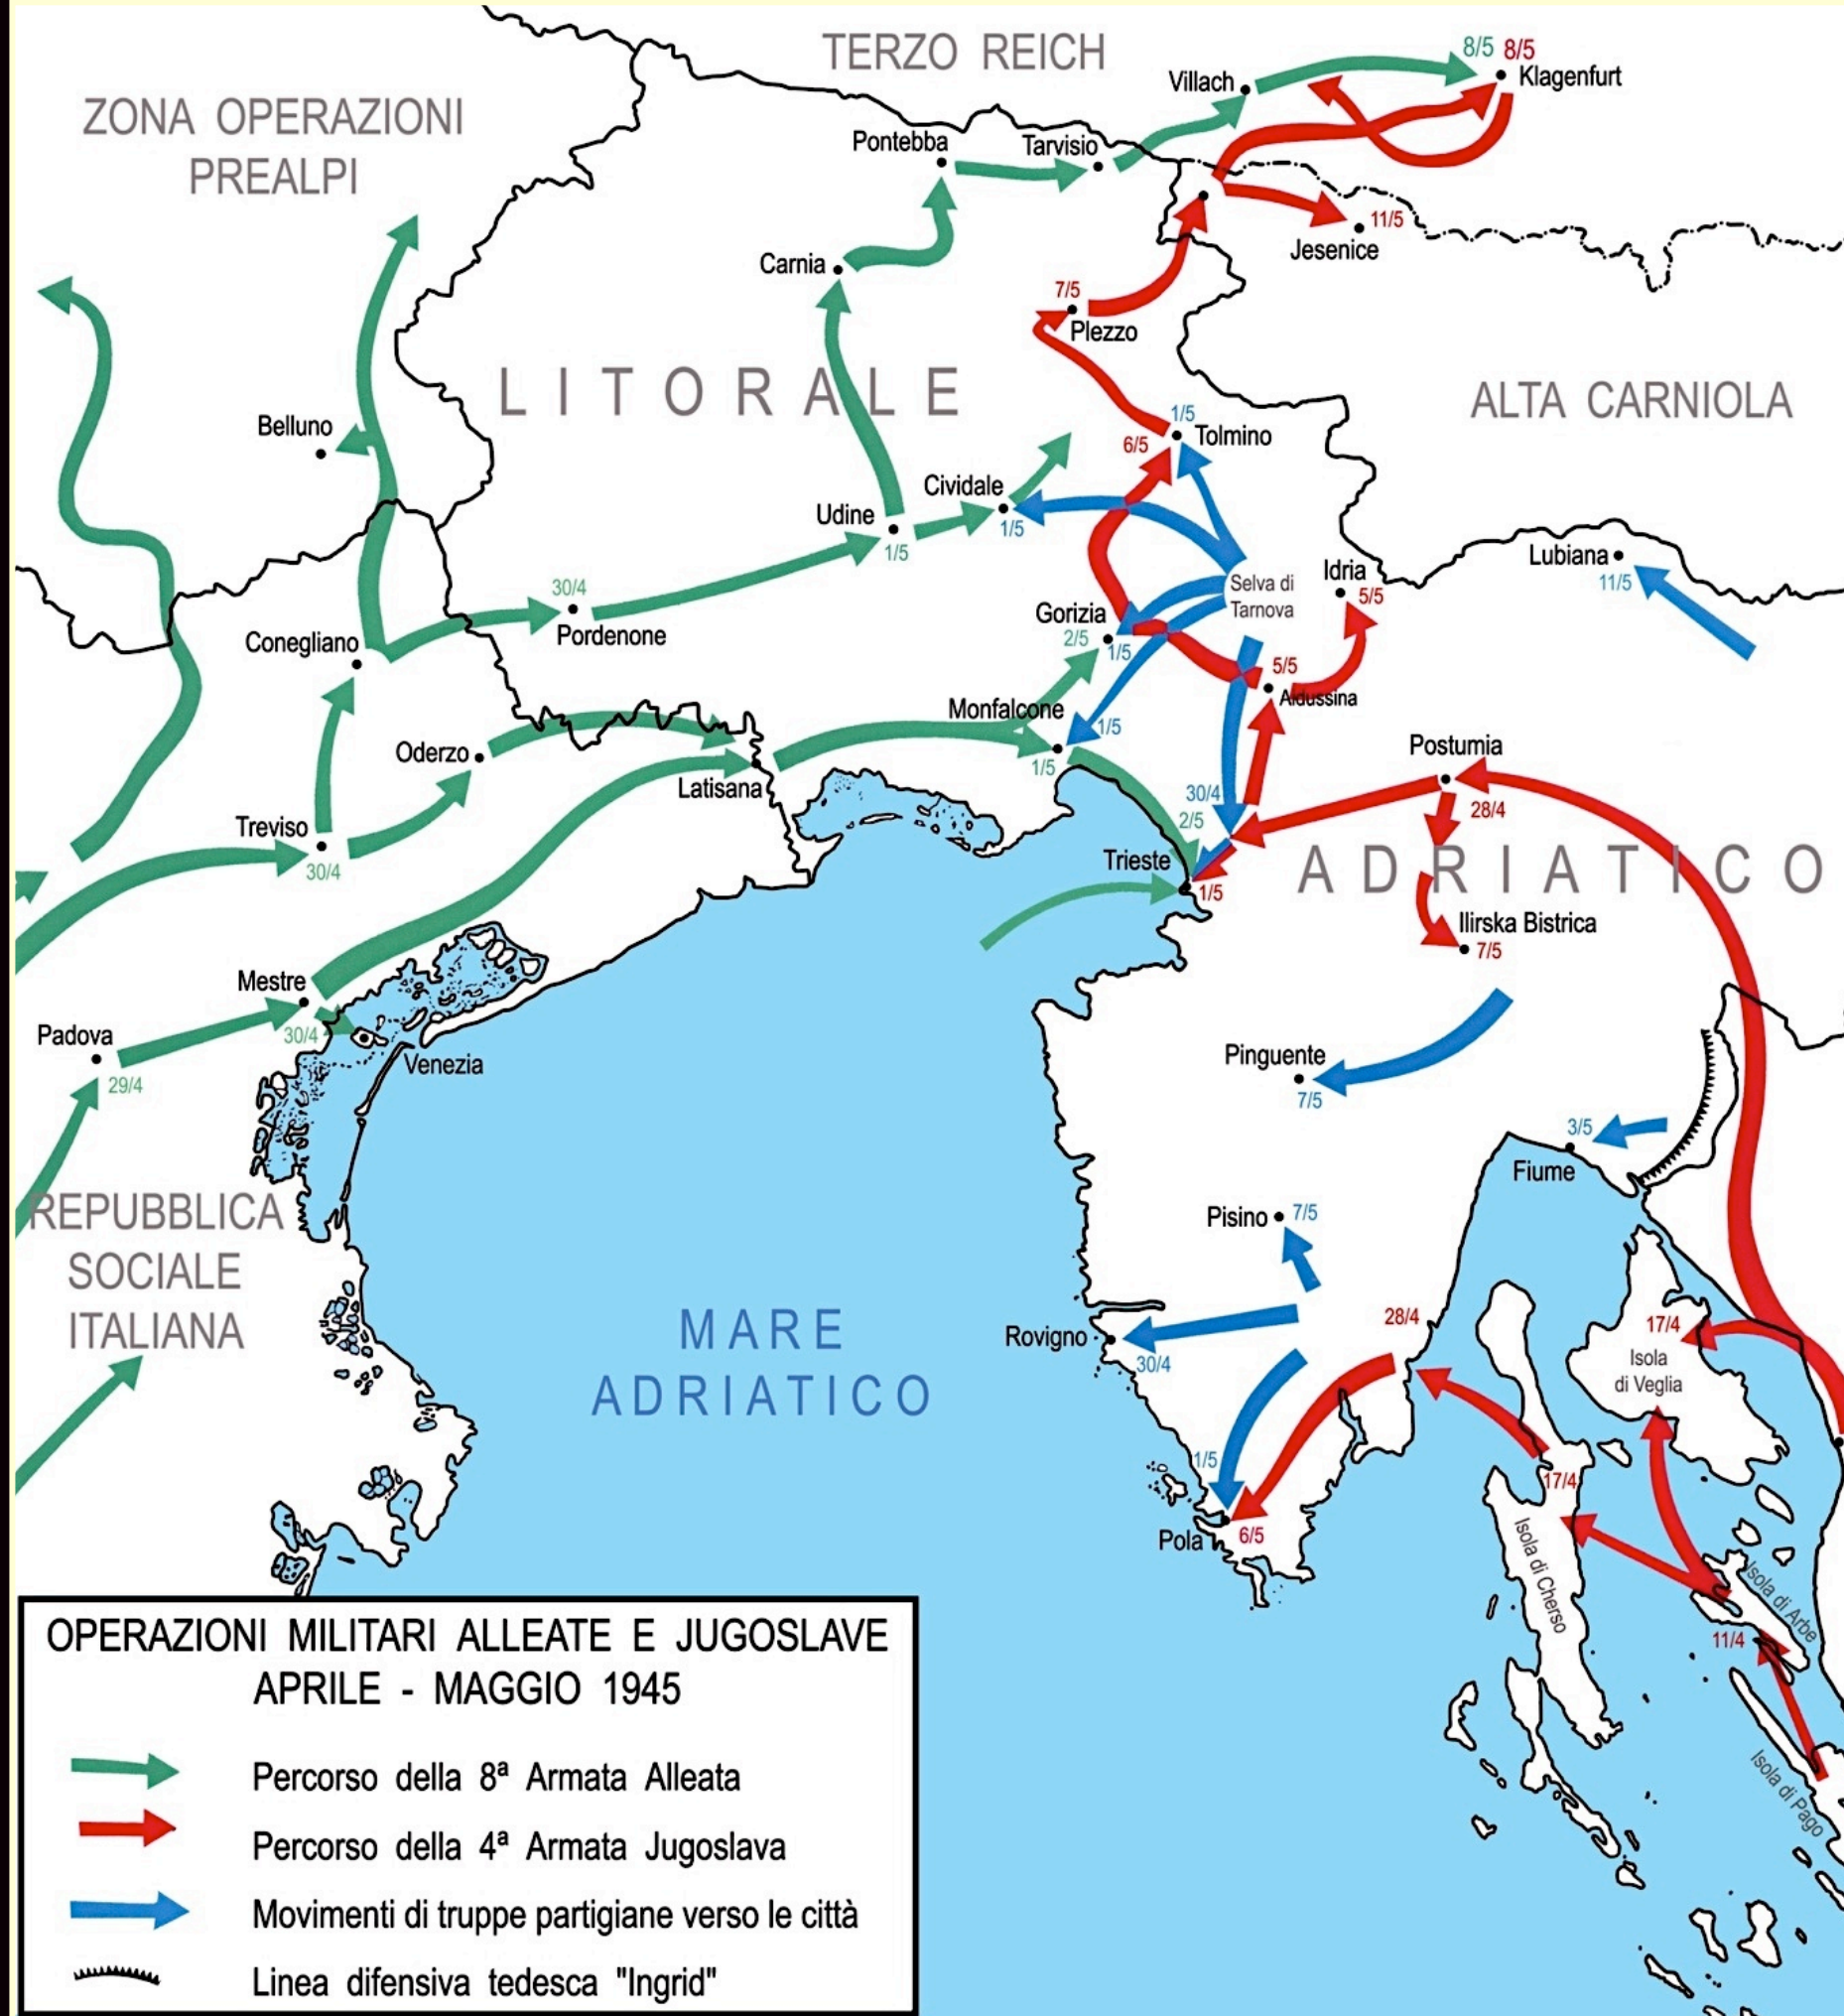 TERZO REICH
8/5 8/5
Klagenfurt
Villach
ZONA OPERAZIONI
PREALPI
Pontebba
Tarvisio
11/5
Jesenice
Carnia
7/5
Plezzo
LITORALE
ALTA CARNIOLA
Belluno
1/5
Tolmino
6/5
Cividale
1/5
Udine
1/5
Lubiana
11/5
Idria
5/5
Selva di
Tarnova
30/4
Pordenone
Gorizia
2/5
1/5
Conegliano
5/5
Aidussina
Monfalcone
1/5
1/5
Oderzo
Latisana
Postumia
28/4
30/4
2/5
Treviso
30/4
Trieste
1/5
ADRIATICO
Ilirska Bistrica
7/5
Mestre
30/4
Padova
29/4
Venezia
Pinguente
7/5
3/5
Fiume
REPUBBLICA
SOCIALE
ITALIANA
Pisino
7/5
MARE
ADRIATICO
Rovigno
30/4
28/4
17/4
Isola
di Veglia
1/5
Pola
6/5
17/4
Isola di Cherso
Isola di Arbe
11/4
Isola di Pago
OPERAZIONI MILITARI ALLEATE E JUGOSLAVE
APRILE - MAGGIO 1945
Percorso della 8ª Armata Alleata
Percorso della 4ª Armata Jugoslava
Movimenti di truppe partigiane verso le città
Linea difensiva tedesca "Ingrid"